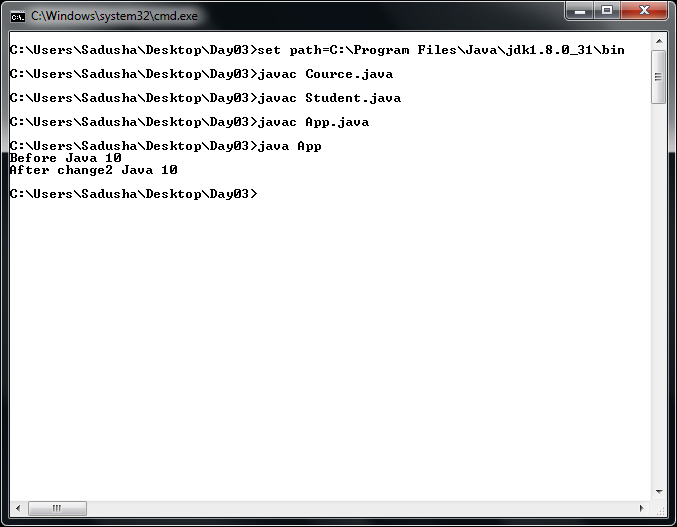 C:\Windows\system32\cmd.exe
C:\Users\Sadusha\Desktop\Day03>set path=C:\Program Files\Java\jdk1.8.0_31\bin
C:\Users\Sadusha\Desktop\Day03>javac Cource.java
C:\Users\Sadusha\Desktop\Day03>javac Student.java
C:\Users\Sadusha\Desktop\Day03>javac App.java
C:\Users\Sadusha\Desktop\Day03>java App
Before Java 10
After change2 Java 10
C:\Users\Sadusha\Desktop\Day03>